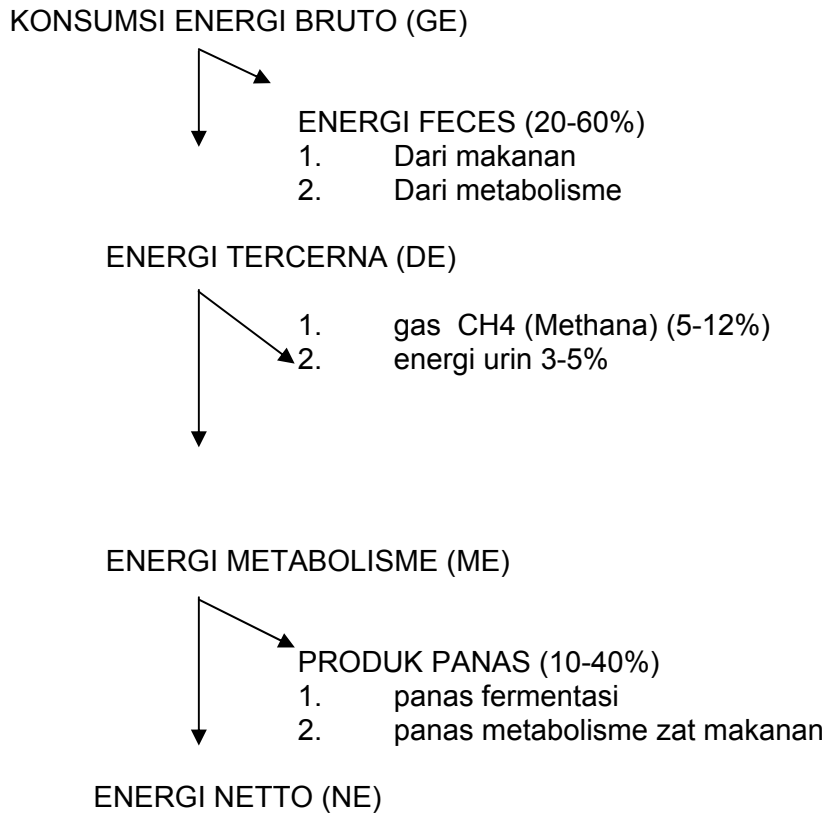 KONSUMSI ENERGI BRUTO (GE)
ENERGI FECES (20-60%)
1. Dari makanan
2. Dari metabolisme
ENERGI TERCERNA (DE)
1. gas CH4 (Methana) (5-12%)
2. energi urin 3-5%
ENERGI METABOLISME (ME)
PRODUK PANAS (10-40%)
1. panas fermentasi
2. panas metabolisme zat makanan
ENERGI NETTO (NE)